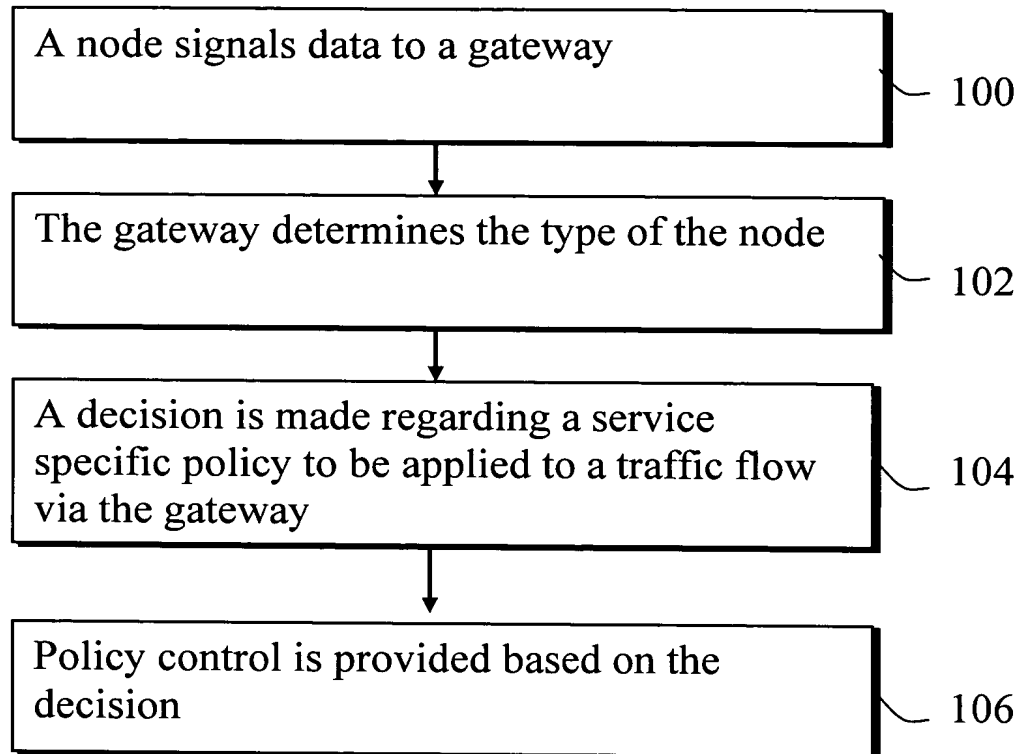 A node signals data to a gateway
100
The gateway determines the type of the node
102
A decision is made regarding a service
specific policy to be applied to a traffic flow
via the gateway
104
Policy control is provided based on the
decision
106